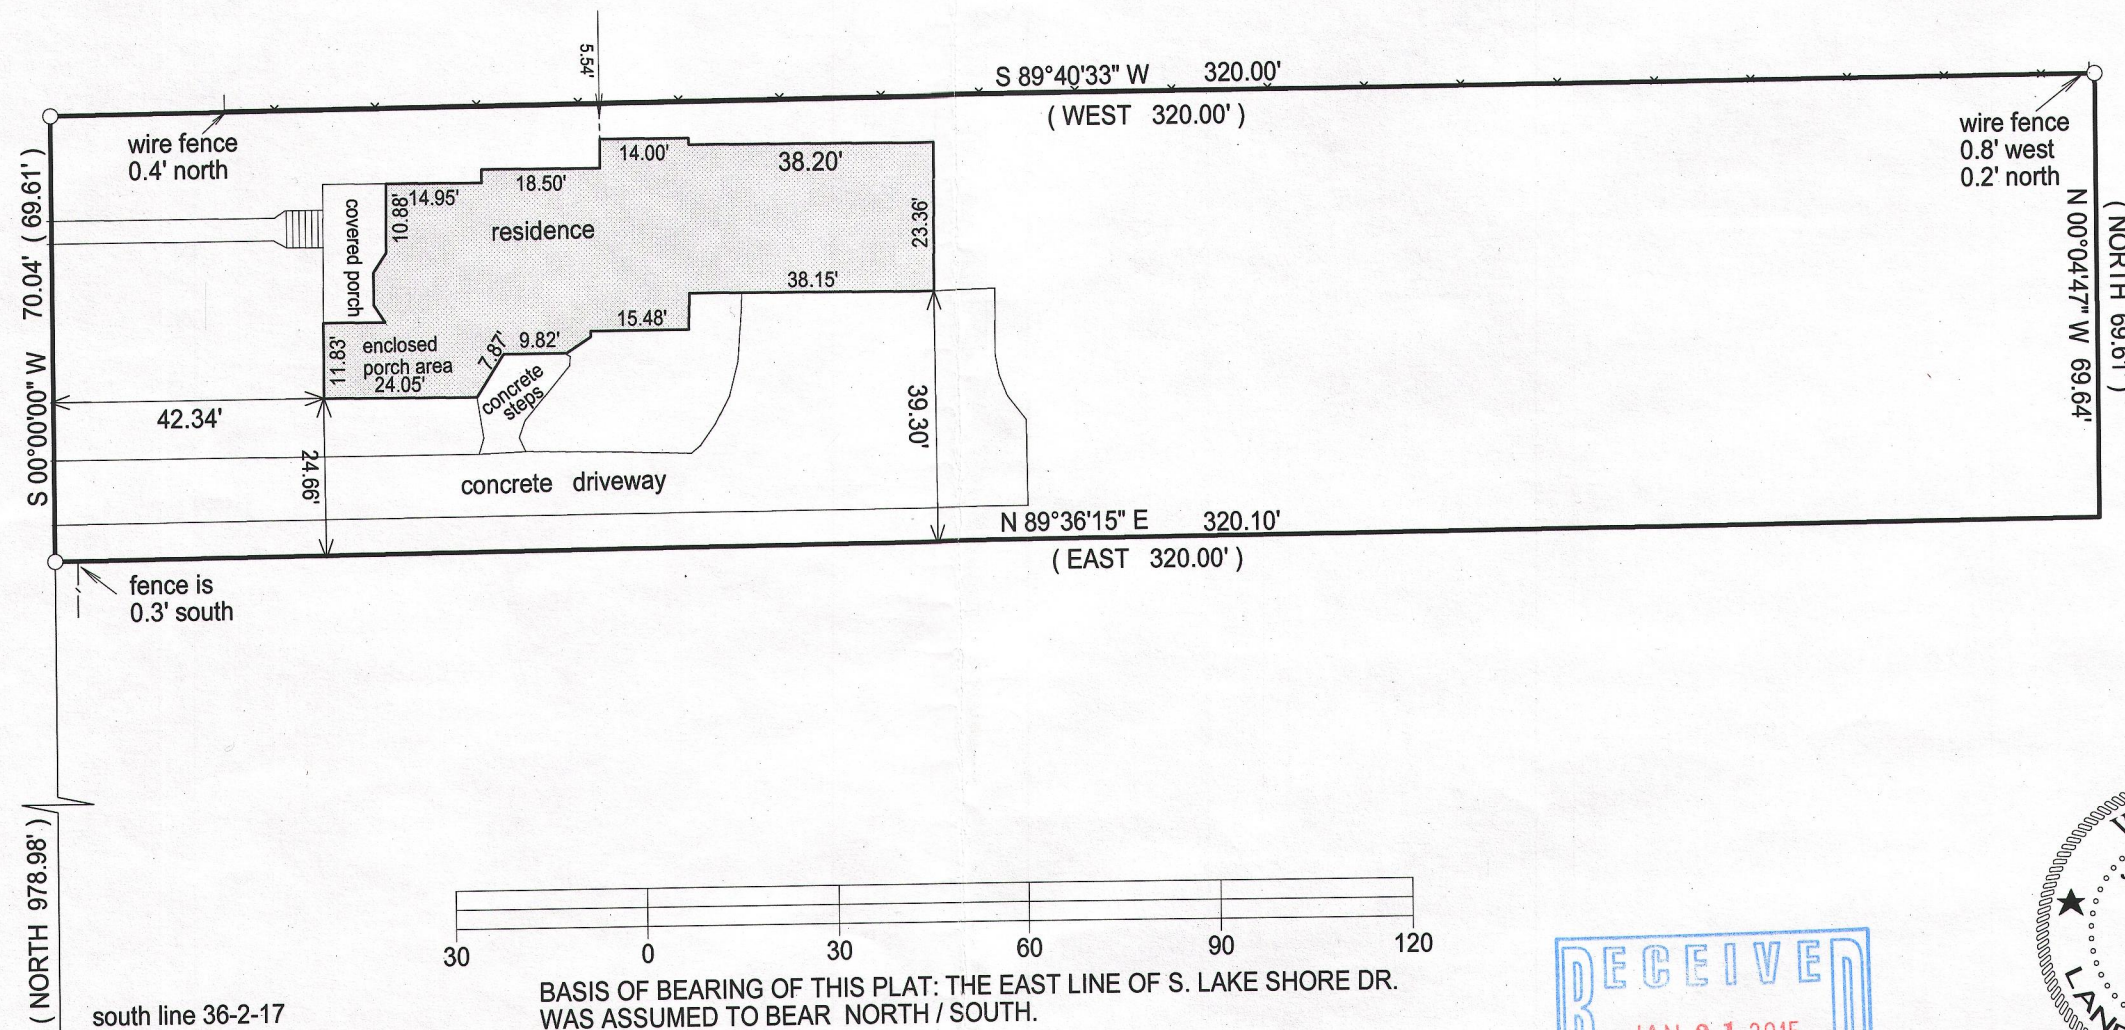 5.54'
S 89°40'33" W 320.00'
( WEST 320.00' )
wire fence
0.4' north
wire fence
0.8' west
0.2' north
S 00°00'00" W 70.04' ( 69.61' )
N 00°04'47" W 69.64'
( NORTH 69.61' )
14.00'
38.20'
18.50'
14.95'
10.88'
covered porch
residence
23.36'
38.15'
15.48'
9.82'
7.87'
11.83'
enclosed
porch area
24.05'
concrete
steps
42.34'
39.30'
24.66'
concrete driveway
N 89°36'15" E 320.10'
( EAST 320.00' )
fence is
0.3' south
( NORTH 978.98' )
30 0 30 60 90 120
BASIS OF BEARING OF THIS PLAT: THE EAST LINE OF S. LAKE SHORE DR.
WAS ASSUMED TO BEAR NORTH / SOUTH.
south line 36-2-17
RECEIVED
2015
LAN